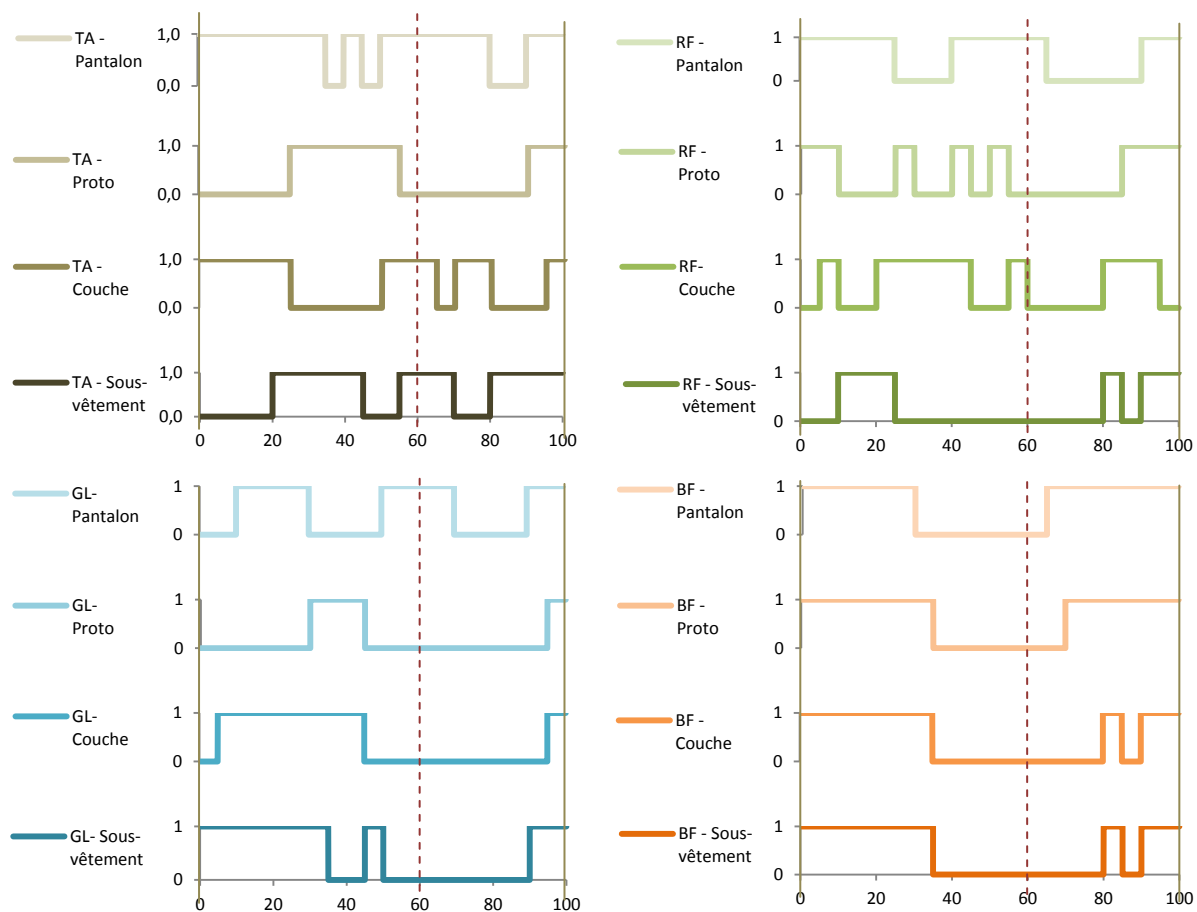 TA -
Pantalon
1,0
0,0
TA -
Proto
1,0
0,0
TA -
Couche
1,0
0,0
TA - Sous-
vêtement
1,0
0,0
0 20 40 60 80 100
RF -
Pantalon
1
0
RF -
Proto
1
0
RF-
Couche
1
0
RF - Sous-
vêtement
1
0
0 20 40 60 80 100
GL-
Pantalon
1
0
GL-
Proto
1
0
GL-
Couche
1
0
GL- Sous-
vêtement
1
0
0 20 40 60 80 100
BF -
Pantalon
1
0
BF -
Proto
1
0
BF -
Couche
1
0
BF - Sous-
vêtement
1
0
0 20 40 60 80 100